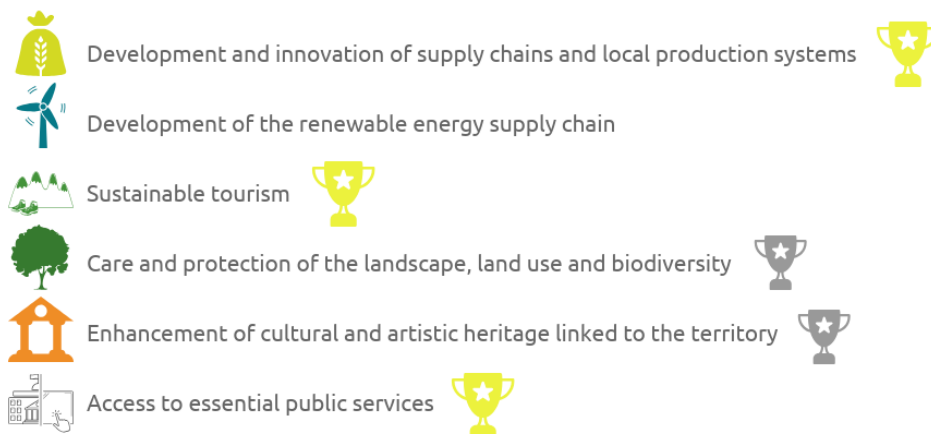 Development and innovation of supply chains and local production systems
Development of the renewable energy supply chain
Sustainable tourism
Care and protection of the landscape, land use and biodiversity
Enhancement of cultural and artistic heritage linked to the territory
Access to essential public services